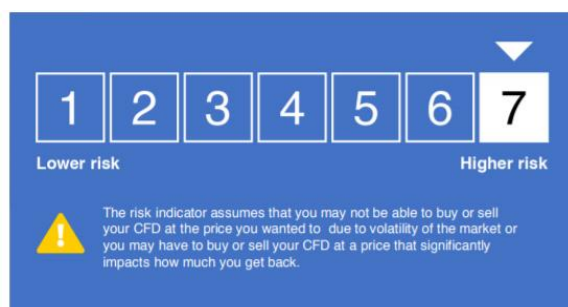 1 2 3 4 5 6 7
Lower risk Higher risk
The risk indicator assumes that you may not be able to buy or sell
your CFD at the price you wanted to due to volatility of the market or
you may have to buy or sell your CFD at a price that significantly
impacts how much you get back.